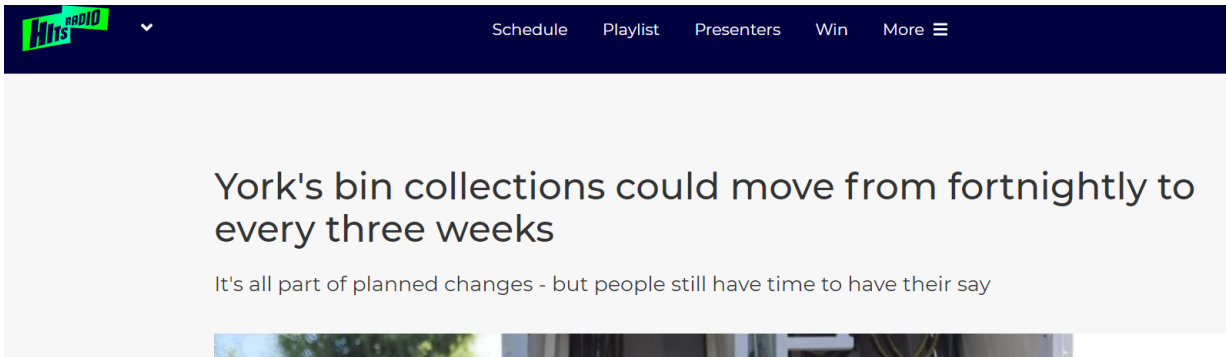 HITS RADIO
Schedule Playlist Presenters Win More
York's bin collections could move from fortnightly to
every three weeks
It's all part of planned changes - but people still have time to have their say